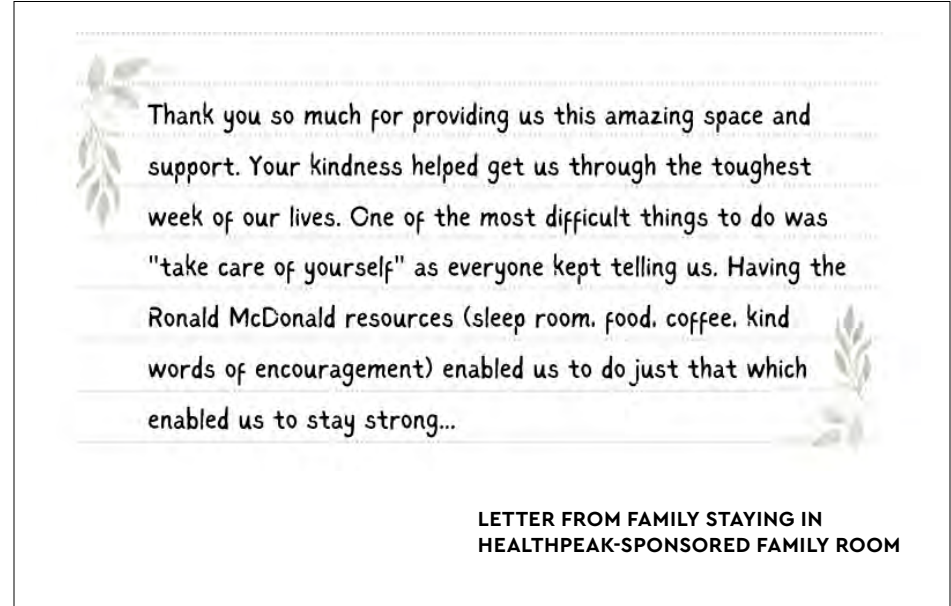 Thank you so much for providing us this amazing space and
support. Your kindness helped get us through the toughest
week of our lives. One of the most difficult things to do was
"take care of yourself" as everyone kept telling us. Having the
Ronald McDonald resources (sleep room, food, coffee, kind
words of encouragement) enabled us to do just that which
enabled us to stay strong...
LETTER FROM FAMILY STAYING IN
HEALTHPEAK-SPONSORED FAMILY ROOM